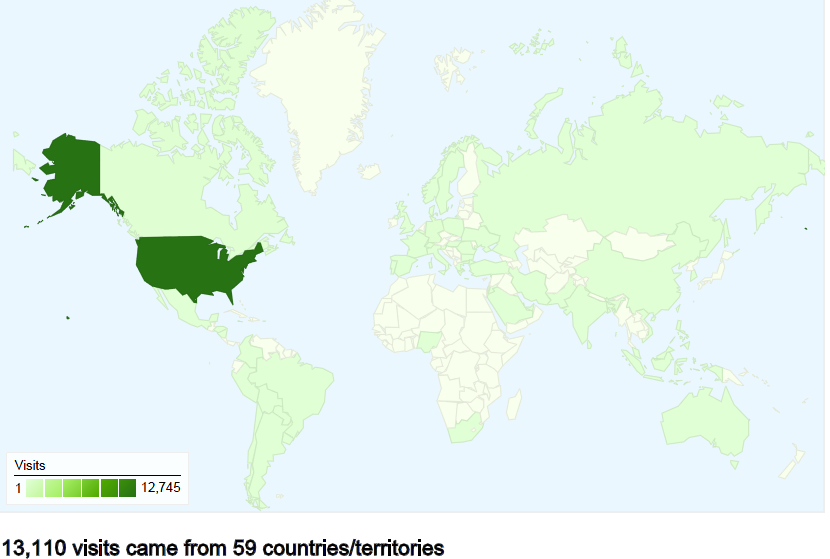 Visits
1 12,745
13,110 visits came from 59 countries/territories